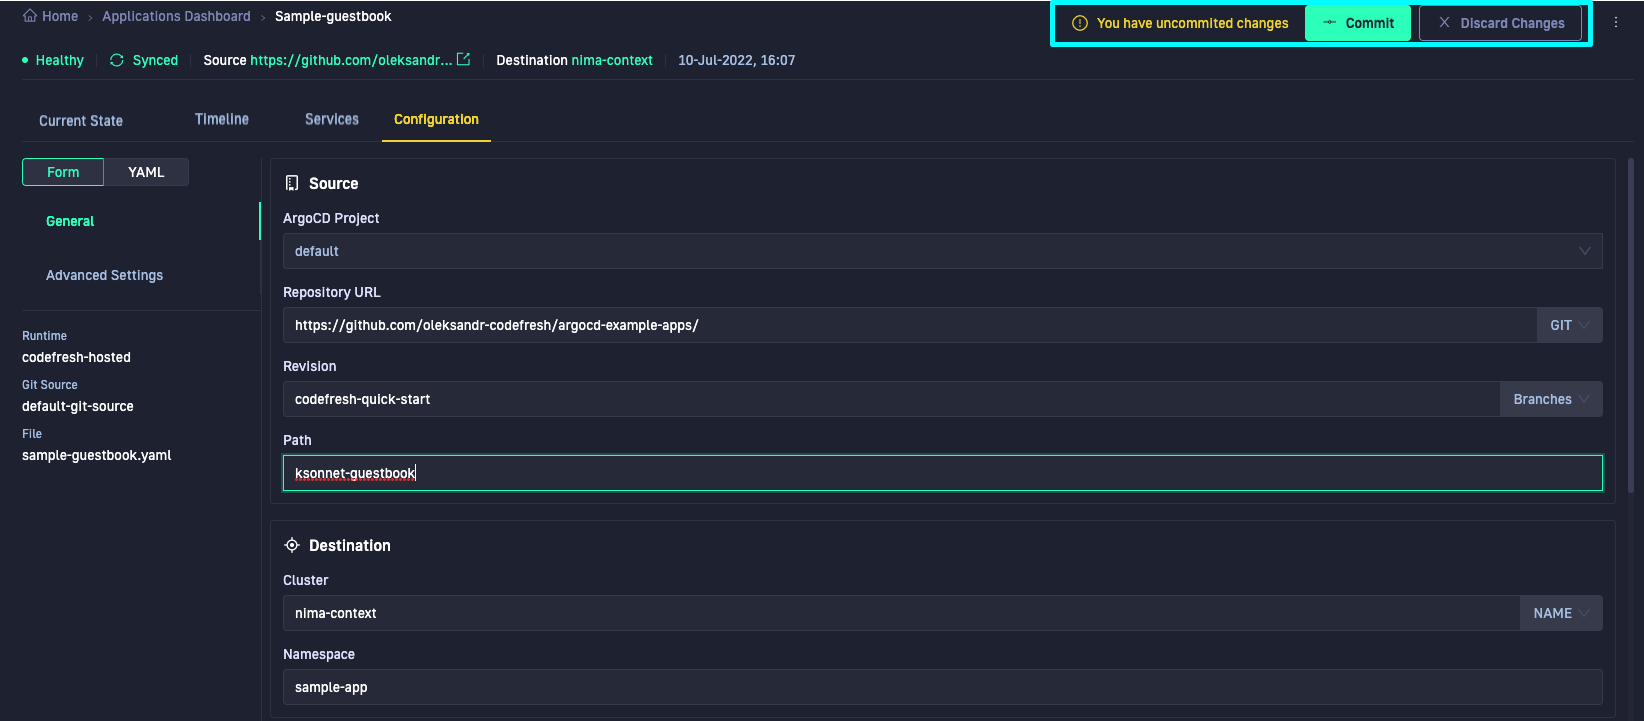 Home > Applications Dashboard > Sample-guestbook
You have uncommited changes
Commit
Discard Changes
Healthy
Synced
Source https://github.com/oleksandr...
Destination nima-context
10-Jul-2022, 16:07
Current State
Timeline
Services
Configuration
Form
YAML
General
Advanced Settings
Runtime
codefresh-hosted
Git Source
default-git-source
File
sample-guestbook.yaml
Source
ArgoCD Project
default
Repository URL
https://github.com/oleksandr-codefresh/argocd-example-apps/
GIT
Revision
codefresh-quick-start
Branches
Path
ksonnet-guestbook
Destination
Cluster
nima-context
NAME
Namespace
sample-app